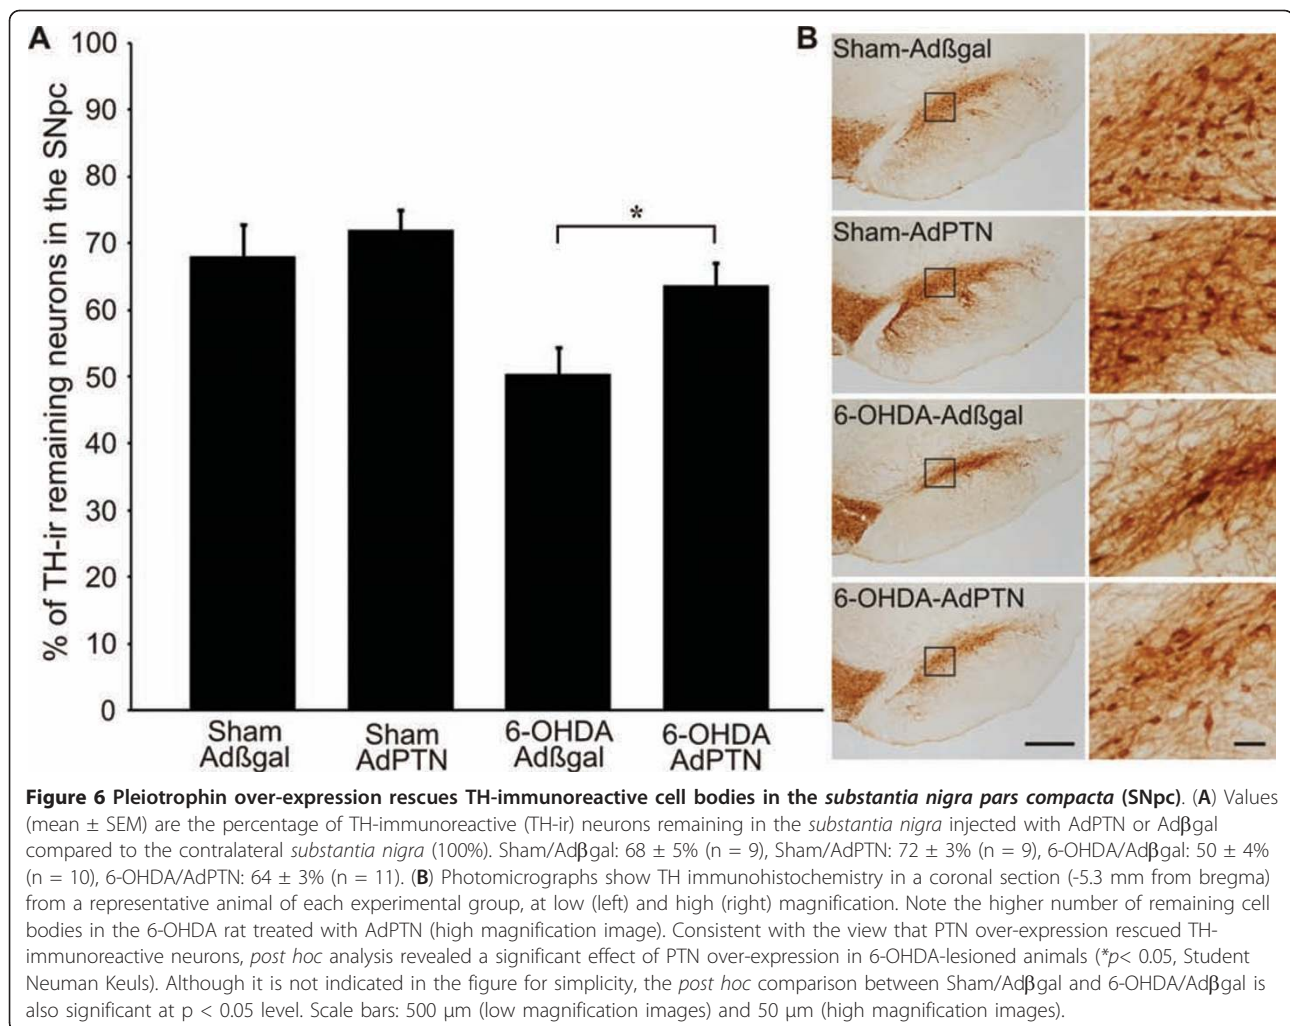 A
% of TH-ir remaining neurons in the SNpc
100
90
80
70
60
50
40
30
20
10
0
*
Sham
Adßgal
Sham
AdPTN
6-OHDA
Adßgal
6-OHDA
AdPTN
B
Sham-Adßgal
Sham-AdPTN
6-OHDA-Adßgal
6-OHDA-AdPTN
Figure 6 Pleiotrophin over-expression rescues TH-immunoreactive cell bodies in the substantia nigra pars compacta (SNpc). (A) Values
(mean ± SEM) are the percentage of TH-immunoreactive (TH-ir) neurons remaining in the substantia nigra injected with AdPTN or Adβgal
compared to the contralateral substantia nigra (100%). Sham/Adβgal: 68 ± 5% (n = 9), Sham/AdPTN: 72 ± 3% (n = 9), 6-OHDA/Adβgal: 50 ± 4%
(n = 10), 6-OHDA/AdPTN: 64 ± 3% (n = 11). (B) Photomicrographs show TH immunohistochemistry in a coronal section (-5.3 mm from bregma)
from a representative animal of each experimental group, at low (left) and high (right) magnification. Note the higher number of remaining cell
bodies in the 6-OHDA rat treated with AdPTN (high magnification image). Consistent with the view that PTN over-expression rescued TH-
immunoreactive neurons, post hoc analysis revealed a significant effect of PTN over-expression in 6-OHDA-lesioned animals (*p< 0.05, Student
Neuman Keuls). Although it is not indicated in the figure for simplicity, the post hoc comparison between Sham/Adβgal and 6-OHDA/Adβgal is
also significant at p < 0.05 level. Scale bars: 500 μm (low magnification images) and 50 μm (high magnification images).